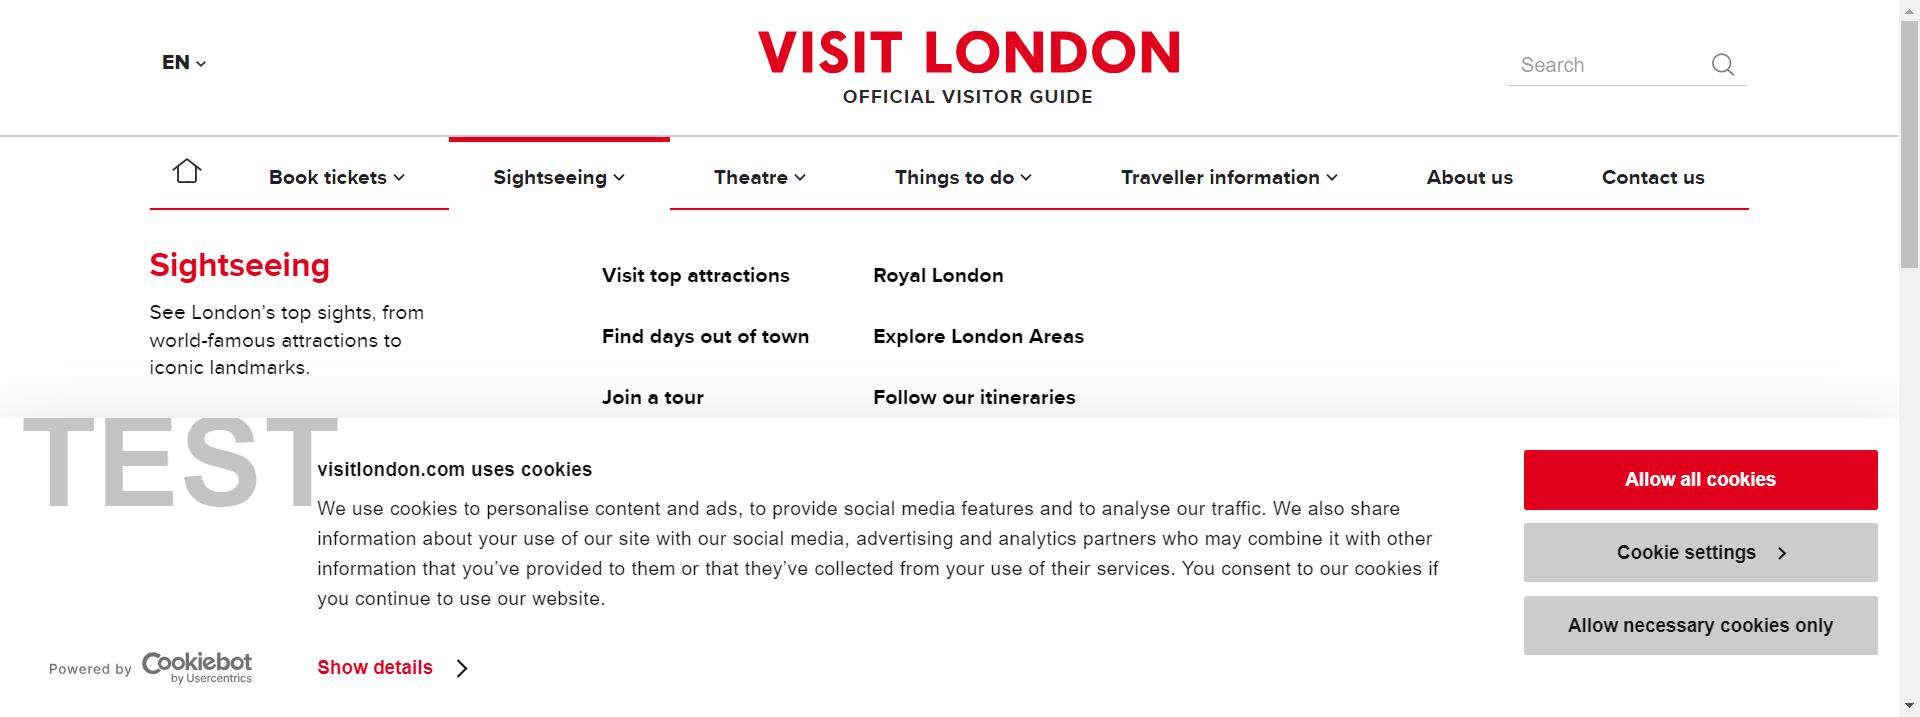 EN
VISIT LONDON
OFFICIAL VISITOR GUIDE
Search
Book tickets
Sightseeing
Theatre
Things to do
Traveller information
About us
Contact us
Sightseeing
See London's top sights, from
world-famous attractions to
iconic landmarks.
Visit top attractions
Royal London
Find days out of town
Explore London Areas
Join a tour
Follow our itineraries
TEST
visitlondon.com uses cookies
We use cookies to personalise content and ads, to provide social media features and to analyse our traffic. We also share
information about your use of our site with our social media, advertising and analytics partners who may combine it with other
information that you've provided to them or that they've collected from your use of their services. You consent to our cookies if
you continue to use our website.
Allow all cookies
Cookie settings
Allow necessary cookies only
Powered by Cookiebot
by Usercentrics
Show details